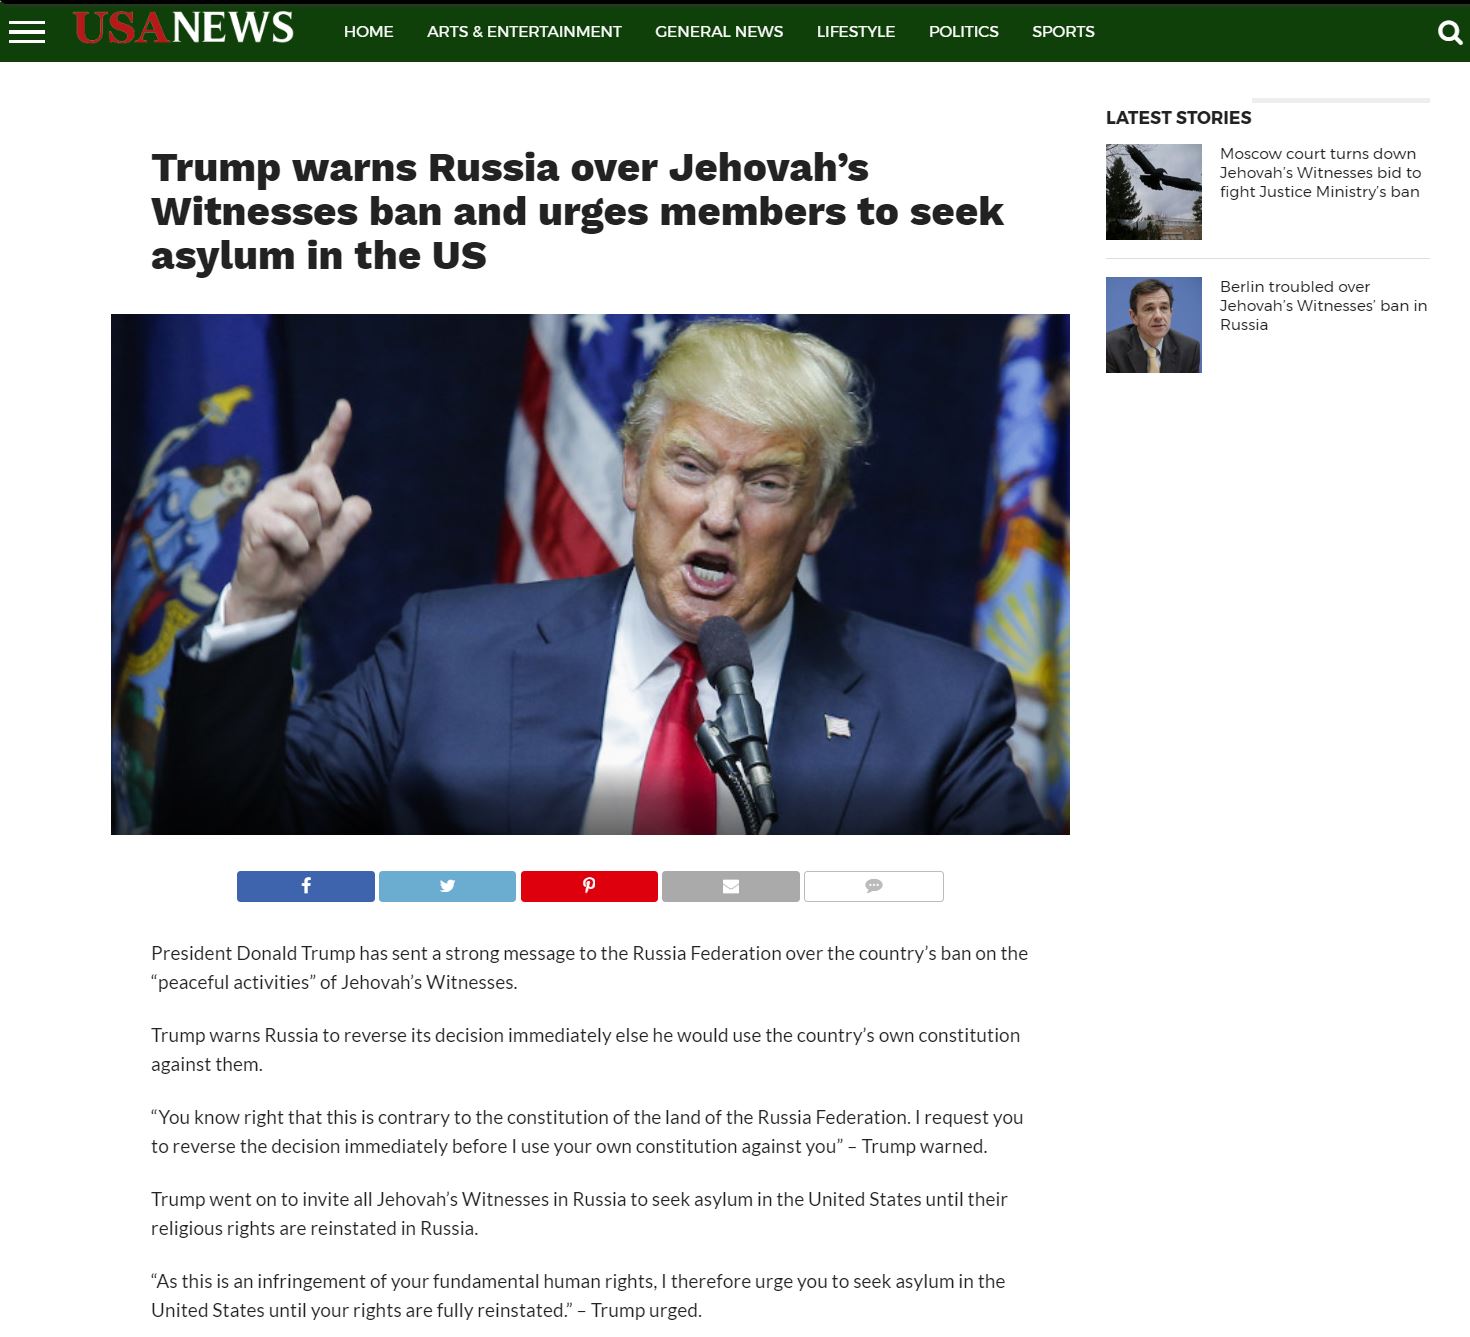 USANEWS
HOME
ARTS & ENTERTAINMENT
GENERAL NEWS
LIFESTYLE
POLITICS
SPORTS
Trump warns Russia over Jehovah’s
Witnesses ban and urges members to seek
asylum in the US
President Donald Trump has sent a strong message to the Russia Federation over the country’s ban on the
“peaceful activities” of Jehovah’s Witnesses.
Trump warns Russia to reverse its decision immediately else he would use the country’s own constitution
against them.
“You know right that this is contrary to the constitution of the land of the Russia Federation. I request you
to reverse the decision immediately before I use your own constitution against you” – Trump warned.
Trump went on to invite all Jehovah’s Witnesses in Russia to seek asylum in the United States until their
religious rights are reinstated in Russia.
“As this is an infringement of your fundamental human rights, I therefore urge you to seek asylum in the
United States until your rights are fully reinstated.” – Trump urged.
LATEST STORIES
Moscow court turns down
Jehovah’s Witnesses bid to
fight Justice Ministry’s ban
Berlin troubled over
Jehovah’s Witnesses’ ban in
Russia